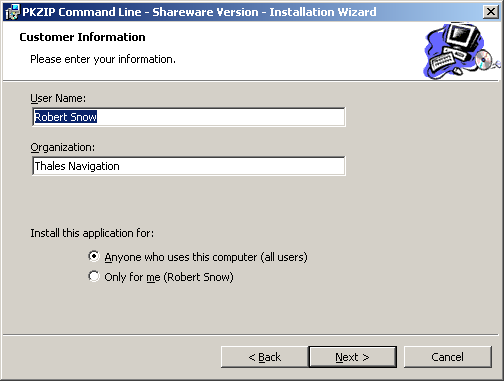 PKZIP Command Line - Shareware Version - Installation Wizard
Customer Information
Please enter your information.
User Name:
Robert Snow
Organization:
Thales Navigation
Install this application for:
Anyone who uses this computer (all users)
Only for me (Robert Snow)
< Back
Next >
Cancel